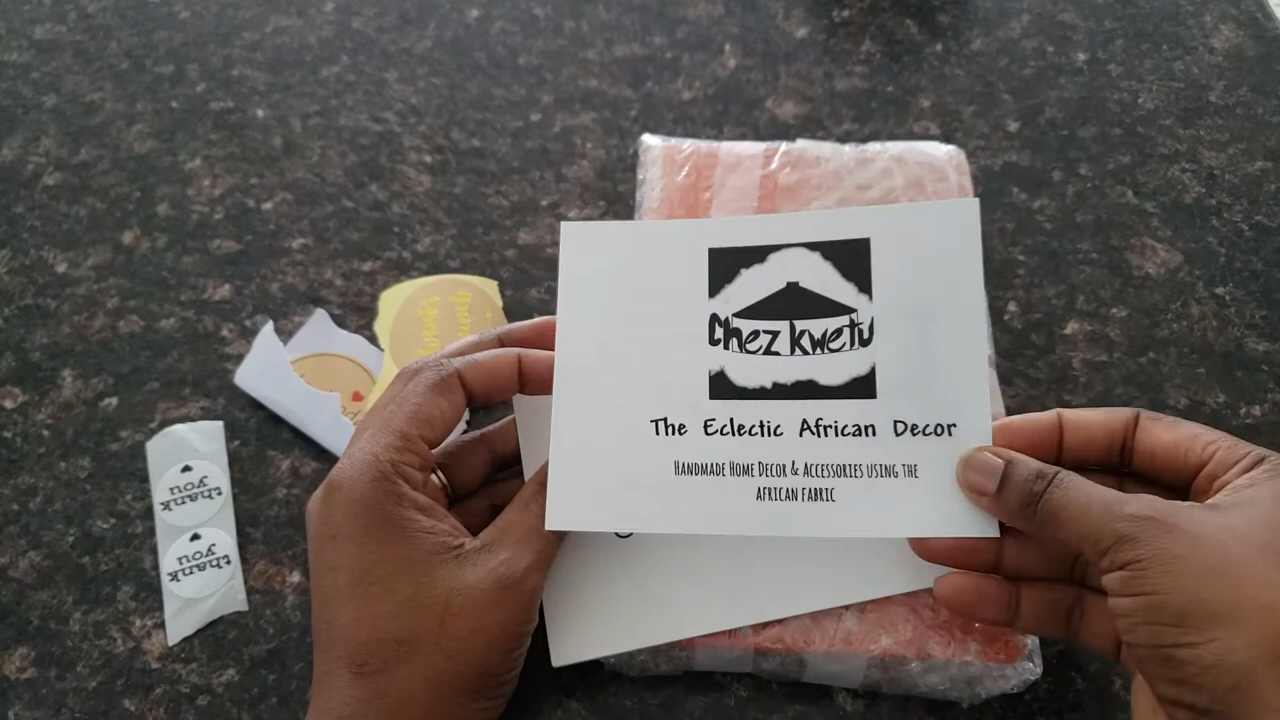 Chez kwetu
The Eclectic African Decor
Handmade Home Decor & Accessories using the
african fabric
thank
you
thank
you